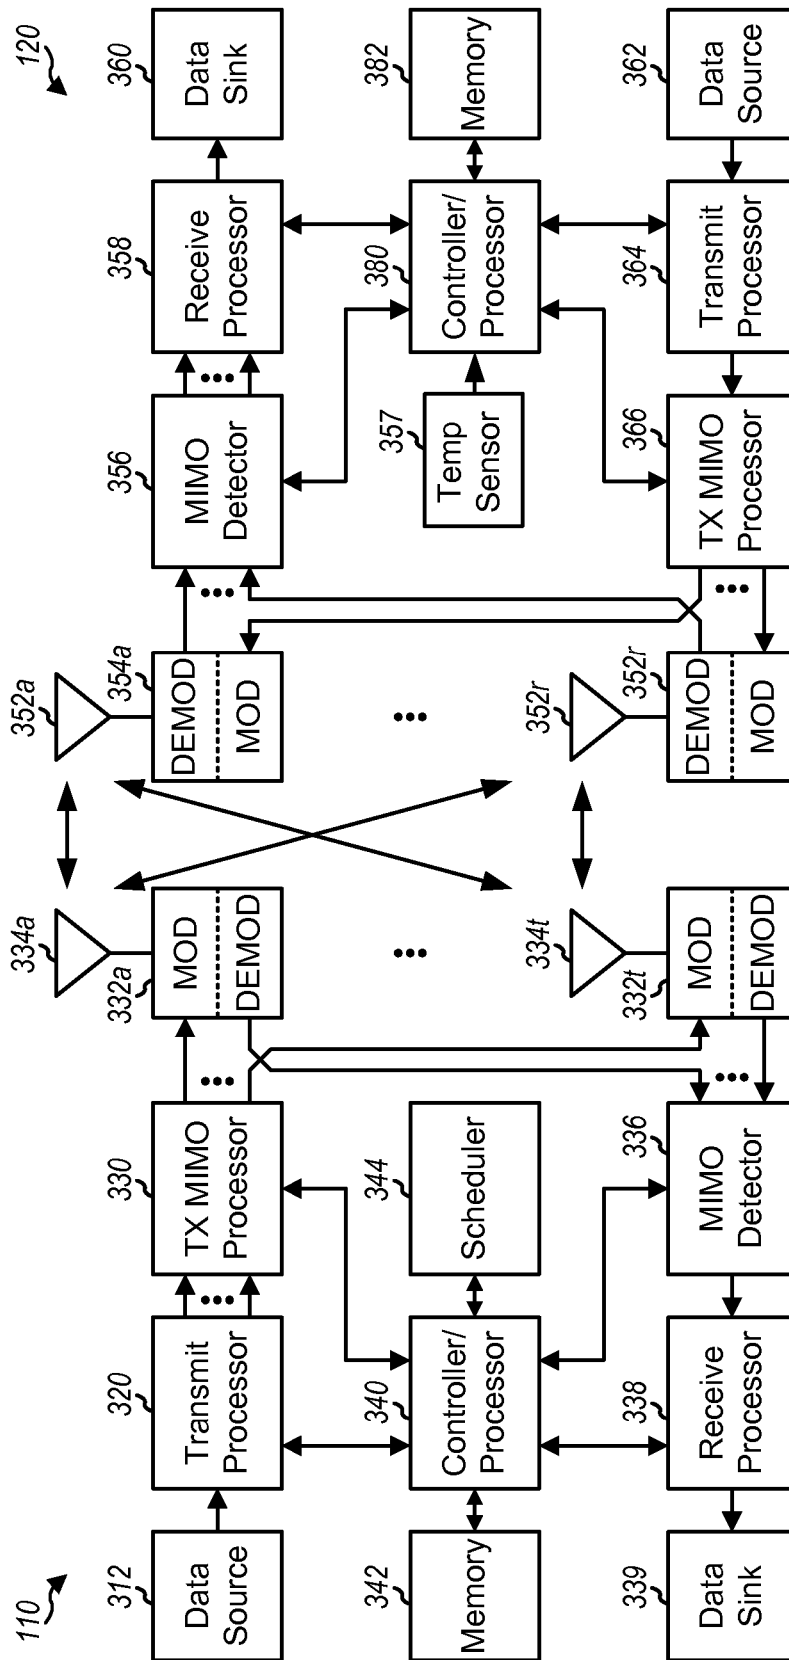 110
120
312
Data
Source
320
Transmit
Processor
330
TX MIMO
Processor
332a
MOD
DEMOD
334a
352a
354a
DEMOD
MOD
356
MIMO
Detector
358
Receive
Processor
360
Data
Sink
342
Memory
340
Controller/
Processor
344
Scheduler
357
Temp
Sensor
380
Controller/
Processor
382
Memory
339
Data
Sink
338
Receive
Processor
336
MIMO
Detector
332t
MOD
DEMOD
334t
352r
352r
DEMOD
MOD
366
TX MIMO
Processor
364
Transmit
Processor
362
Data
Source